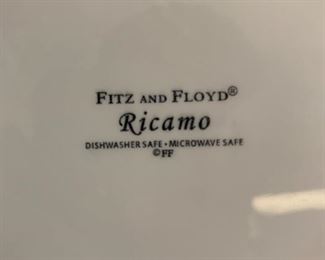 FITZ AND FLOYD®
Ricamo
DISHWASHER SAFE • MICROWAVE SAFE
©FF